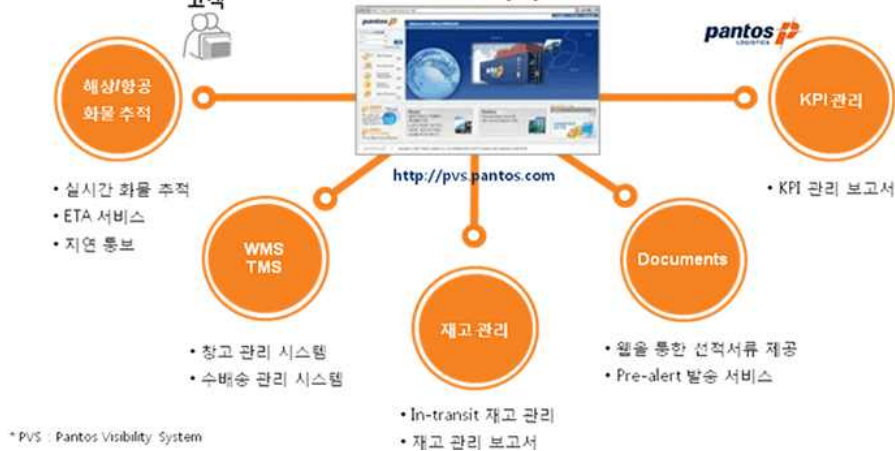 고객
pantos
LOGISTICS
해상/항공
화물 추적
KPI 관리
http://pvs.pantos.com
• 실시간 화물 추적
• ETA 서비스
• 지연 통보
• KPI 관리 보고서
WMS
TMS
Documents
재고 관리
• 창고 관리 시스템
• 수배송 관리 시스템
• 웹을 통한 선적서류 제공
• Pre-alert 발송 서비스
• In-transit 재고 관리
• 재고 관리 보고서
* PVS : Pantos Visibility System